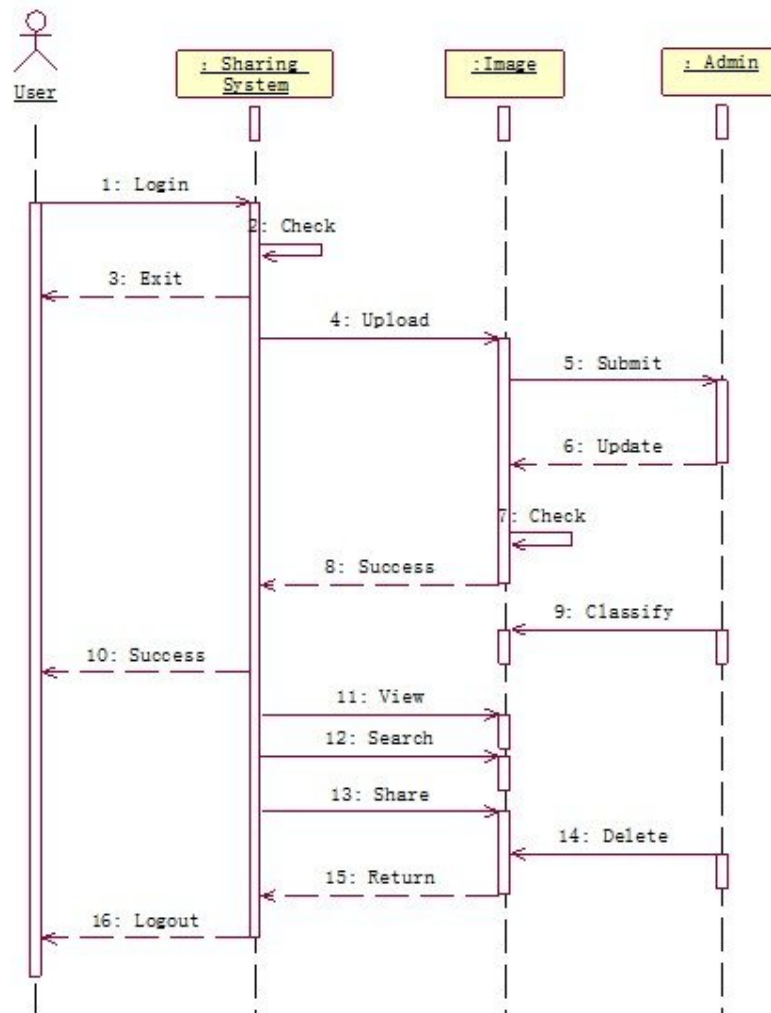 User
: Sharing
System
:Image
: Admin
1: Login
2: Check
3: Exit
4: Upload
5: Submit
6: Update
7: Check
8: Success
9: Classify
10: Success
11: View
12: Search
13: Share
14: Delete
15: Return
16: Logout